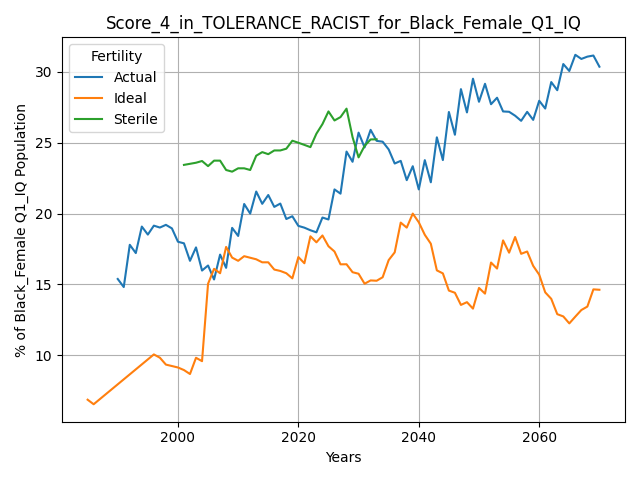 Score_4_in_TOLERANCE_RACIST_for_Black_Female_Q1_IQ
Fertility
Actual
Ideal
Sterile
% of Black_Female Q1_IQ Population
30
25
20
15
10
2000
2020
2040
2060
Years